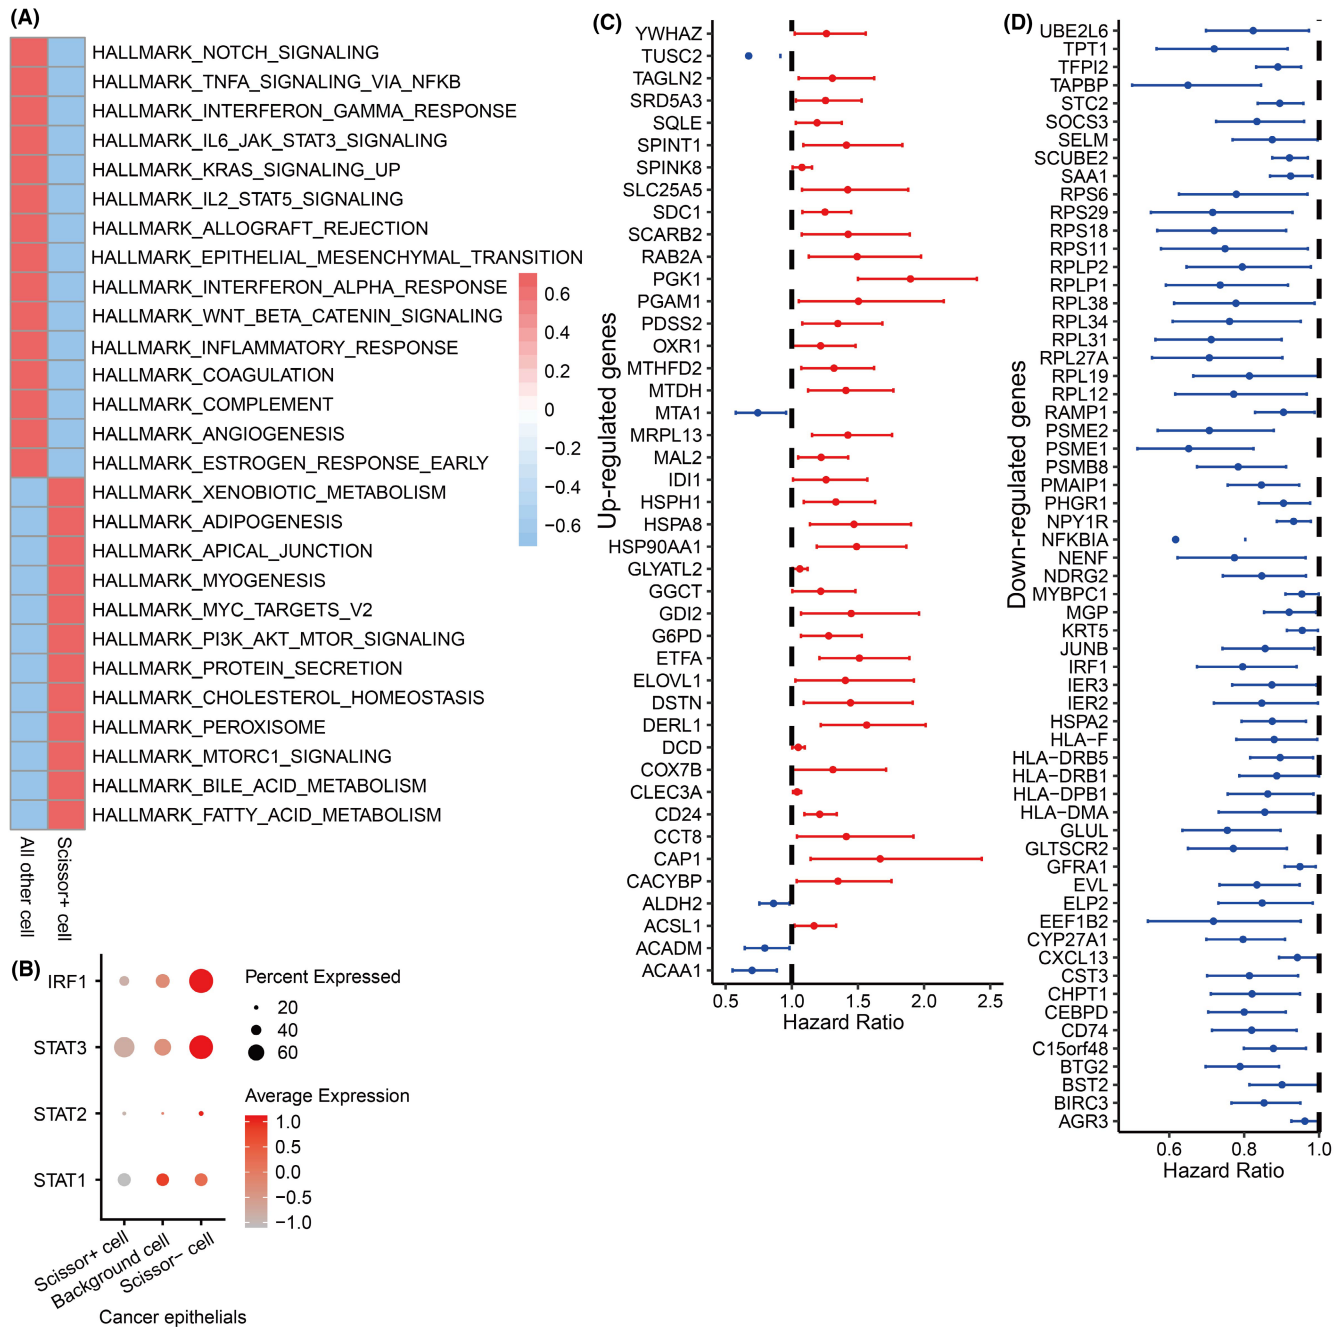 (A)
HALLMARK_NOTCH_SIGNALING
HALLMARK_TNFA_SIGNALING_VIA_NFKB
HALLMARK_INTERFERON_GAMMA_RESPONSE
HALLMARK_IL6_JAK_STAT3_SIGNALING
HALLMARK_KRAS_SIGNALING_UP
HALLMARK_IL2_STAT5_SIGNALING
HALLMARK_ALLOGRAFT_REJECTION
HALLMARK_EPITHELIAL_MESENCHYMAL_TRANSITION
HALLMARK_INTERFERON_ALPHA_RESPONSE
HALLMARK_WNT_BETA_CATENIN_SIGNALING
HALLMARK_INFLAMMATORY_RESPONSE
HALLMARK_COAGULATION
HALLMARK_COMPLEMENT
HALLMARK_ANGIOGENESIS
HALLMARK_ESTROGEN_RESPONSE_EARLY
HALLMARK_XENOBIOTIC_METABOLISM
HALLMARK_ADIPOGENESIS
HALLMARK_APICAL_JUNCTION
HALLMARK_MYOGENESIS
HALLMARK_MYC_TARGETS_V2
HALLMARK_PI3K_AKT_MTOR_SIGNALING
HALLMARK_PROTEIN_SECRETION
HALLMARK_CHOLESTEROL_HOMEOSTASIS
HALLMARK_PEROXISOME
HALLMARK_MTORC1_SIGNALING
HALLMARK_BILE_ACID_METABOLISM
HALLMARK_FATTY_ACID_METABOLISM
All other cell
Scissor+ cell
0.6
0.4
0.2
0
−0.2
−0.4
−0.6
(B)
IRF1
STAT3
STAT2
STAT1
Scissor+ cell
Background cell
Scissor− cell
Cancer epithelials
Percent Expressed
20
40
60
Average Expression
1.0
0.5
0.0
−0.5
−1.0
(C)
Up-regulated genes
YWHAZ
TUSC2
TAGLN2
SRD5A3
SQLE
SPINT1
SPINK8
SLC25A5
SDC1
SCARB2
RAB2A
PGK1
PGAM1
PDSS2
OXR1
MTHFD2
MTDH
MTA1
MRPL13
MAL2
IDI1
HSPH1
HSPA8
HSP90AA1
GLYATL2
GGCT
GDI2
G6PD
ETFA
ELOVL1
DSTN
DERL1
DCD
COX7B
CLEC3A
CD24
CCT8
CAP1
CACYBP
ALDH2
ACSL1
ACADM
ACAA1
0.5 1.0 1.5 2.0 2.5
Hazard Ratio
(D)
Down-regulated genes
UBE2L6
TPT1
TFPI2
TAPBP
STC2
SOCS3
SELM
SCUBE2
SAA1
RPS6
RPS29
RPS18
RPS11
RPLP2
RPLP1
RPL38
RPL34
RPL31
RPL27A
RPL19
RPL12
RAMP1
PSME2
PSME1
PSMB8
PMAIP1
PHGR1
NPY1R
NFKBIA
NENF
NDRG2
MYBPC1
MGP
KRT5
JUNB
IRF1
IER3
IER2
HSPA2
HLA−F
HLA−DRB5
HLA−DRB1
HLA−DPB1
HLA−DMA
GLUL
GLTSCR2
GFRA1
EVL
ELP2
EEF1B2
CYP27A1
CXCL13
CST3
CHPT1
CEBPD
CD74
C15orf48
BTG2
BST2
BIRC3
AGR3
0.6 0.8 1.0
Hazard Ratio